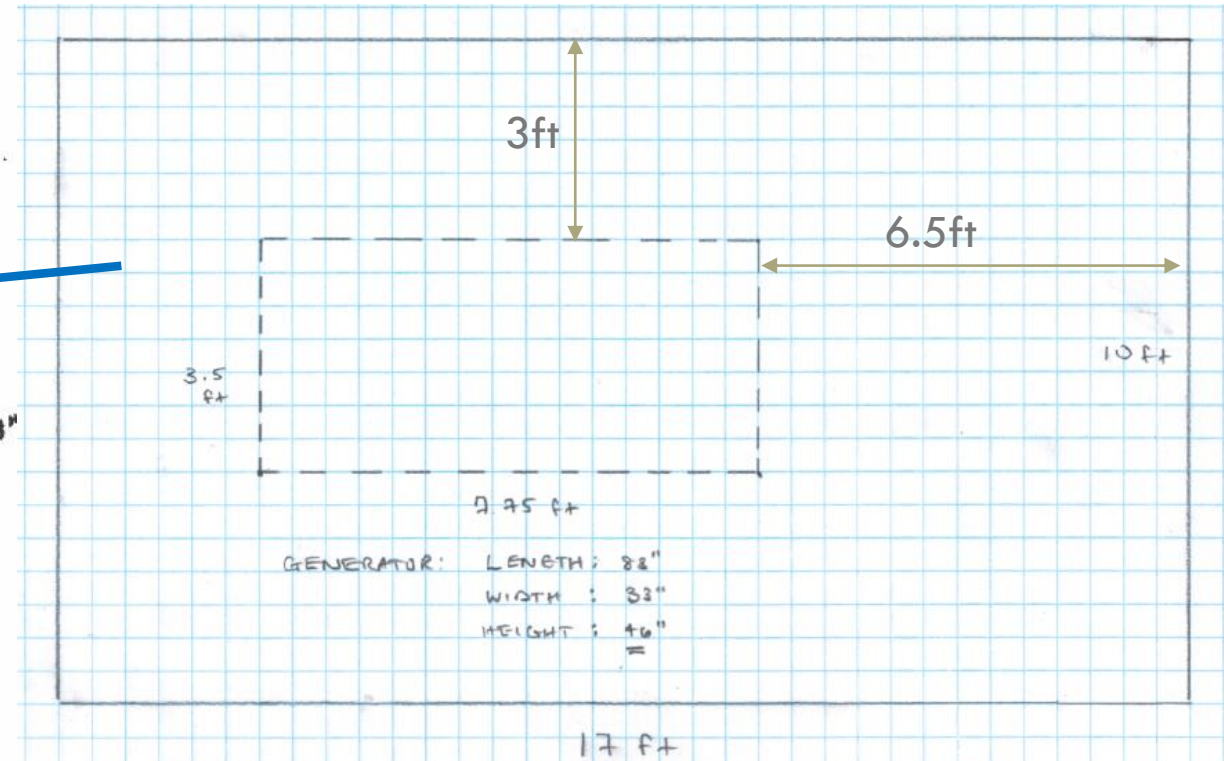 3ft
6.5ft
10 ft
3.5
ft
7.75 ft
GENERATOR: LENGTH: 88"
WIDTH : 33"
HEIGHT : 46"
17 ft